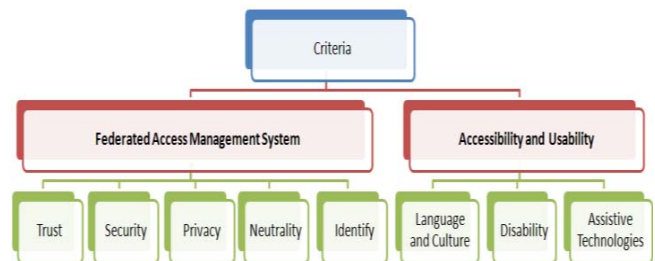 Criteria
Federated Access Management System
Accessibility and Usability
Trust
Security
Privacy
Neutrality
Identify
Language
and Culture
Disability
Assistive
Technologies